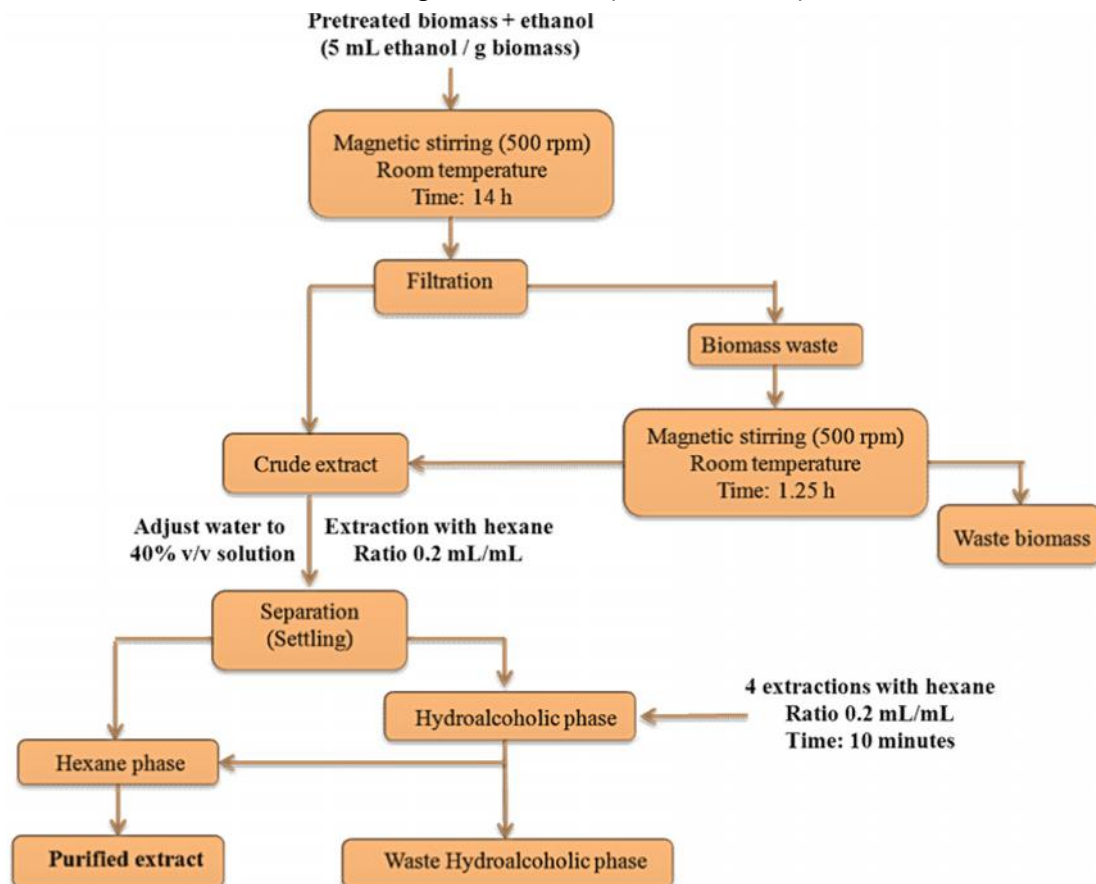 Pretreated biomass + ethanol
(5 mL ethanol / g biomass)
Magnetic stirring (500 rpm)
Room temperature
Time: 14 h
Filtration
Biomass waste
Magnetic stirring (500 rpm)
Room temperature
Time: 1.25 h
Crude extract
Waste biomass
Adjust water to
40% v/v solution
Extraction with hexane
Ratio 0.2 mL/mL
Separation
(Settling)
4 extractions with hexane
Ratio 0.2 mL/mL
Time: 10 minutes
Hydroalcoholic phase
Hexane phase
Purified extract
Waste Hydroalcoholic phase